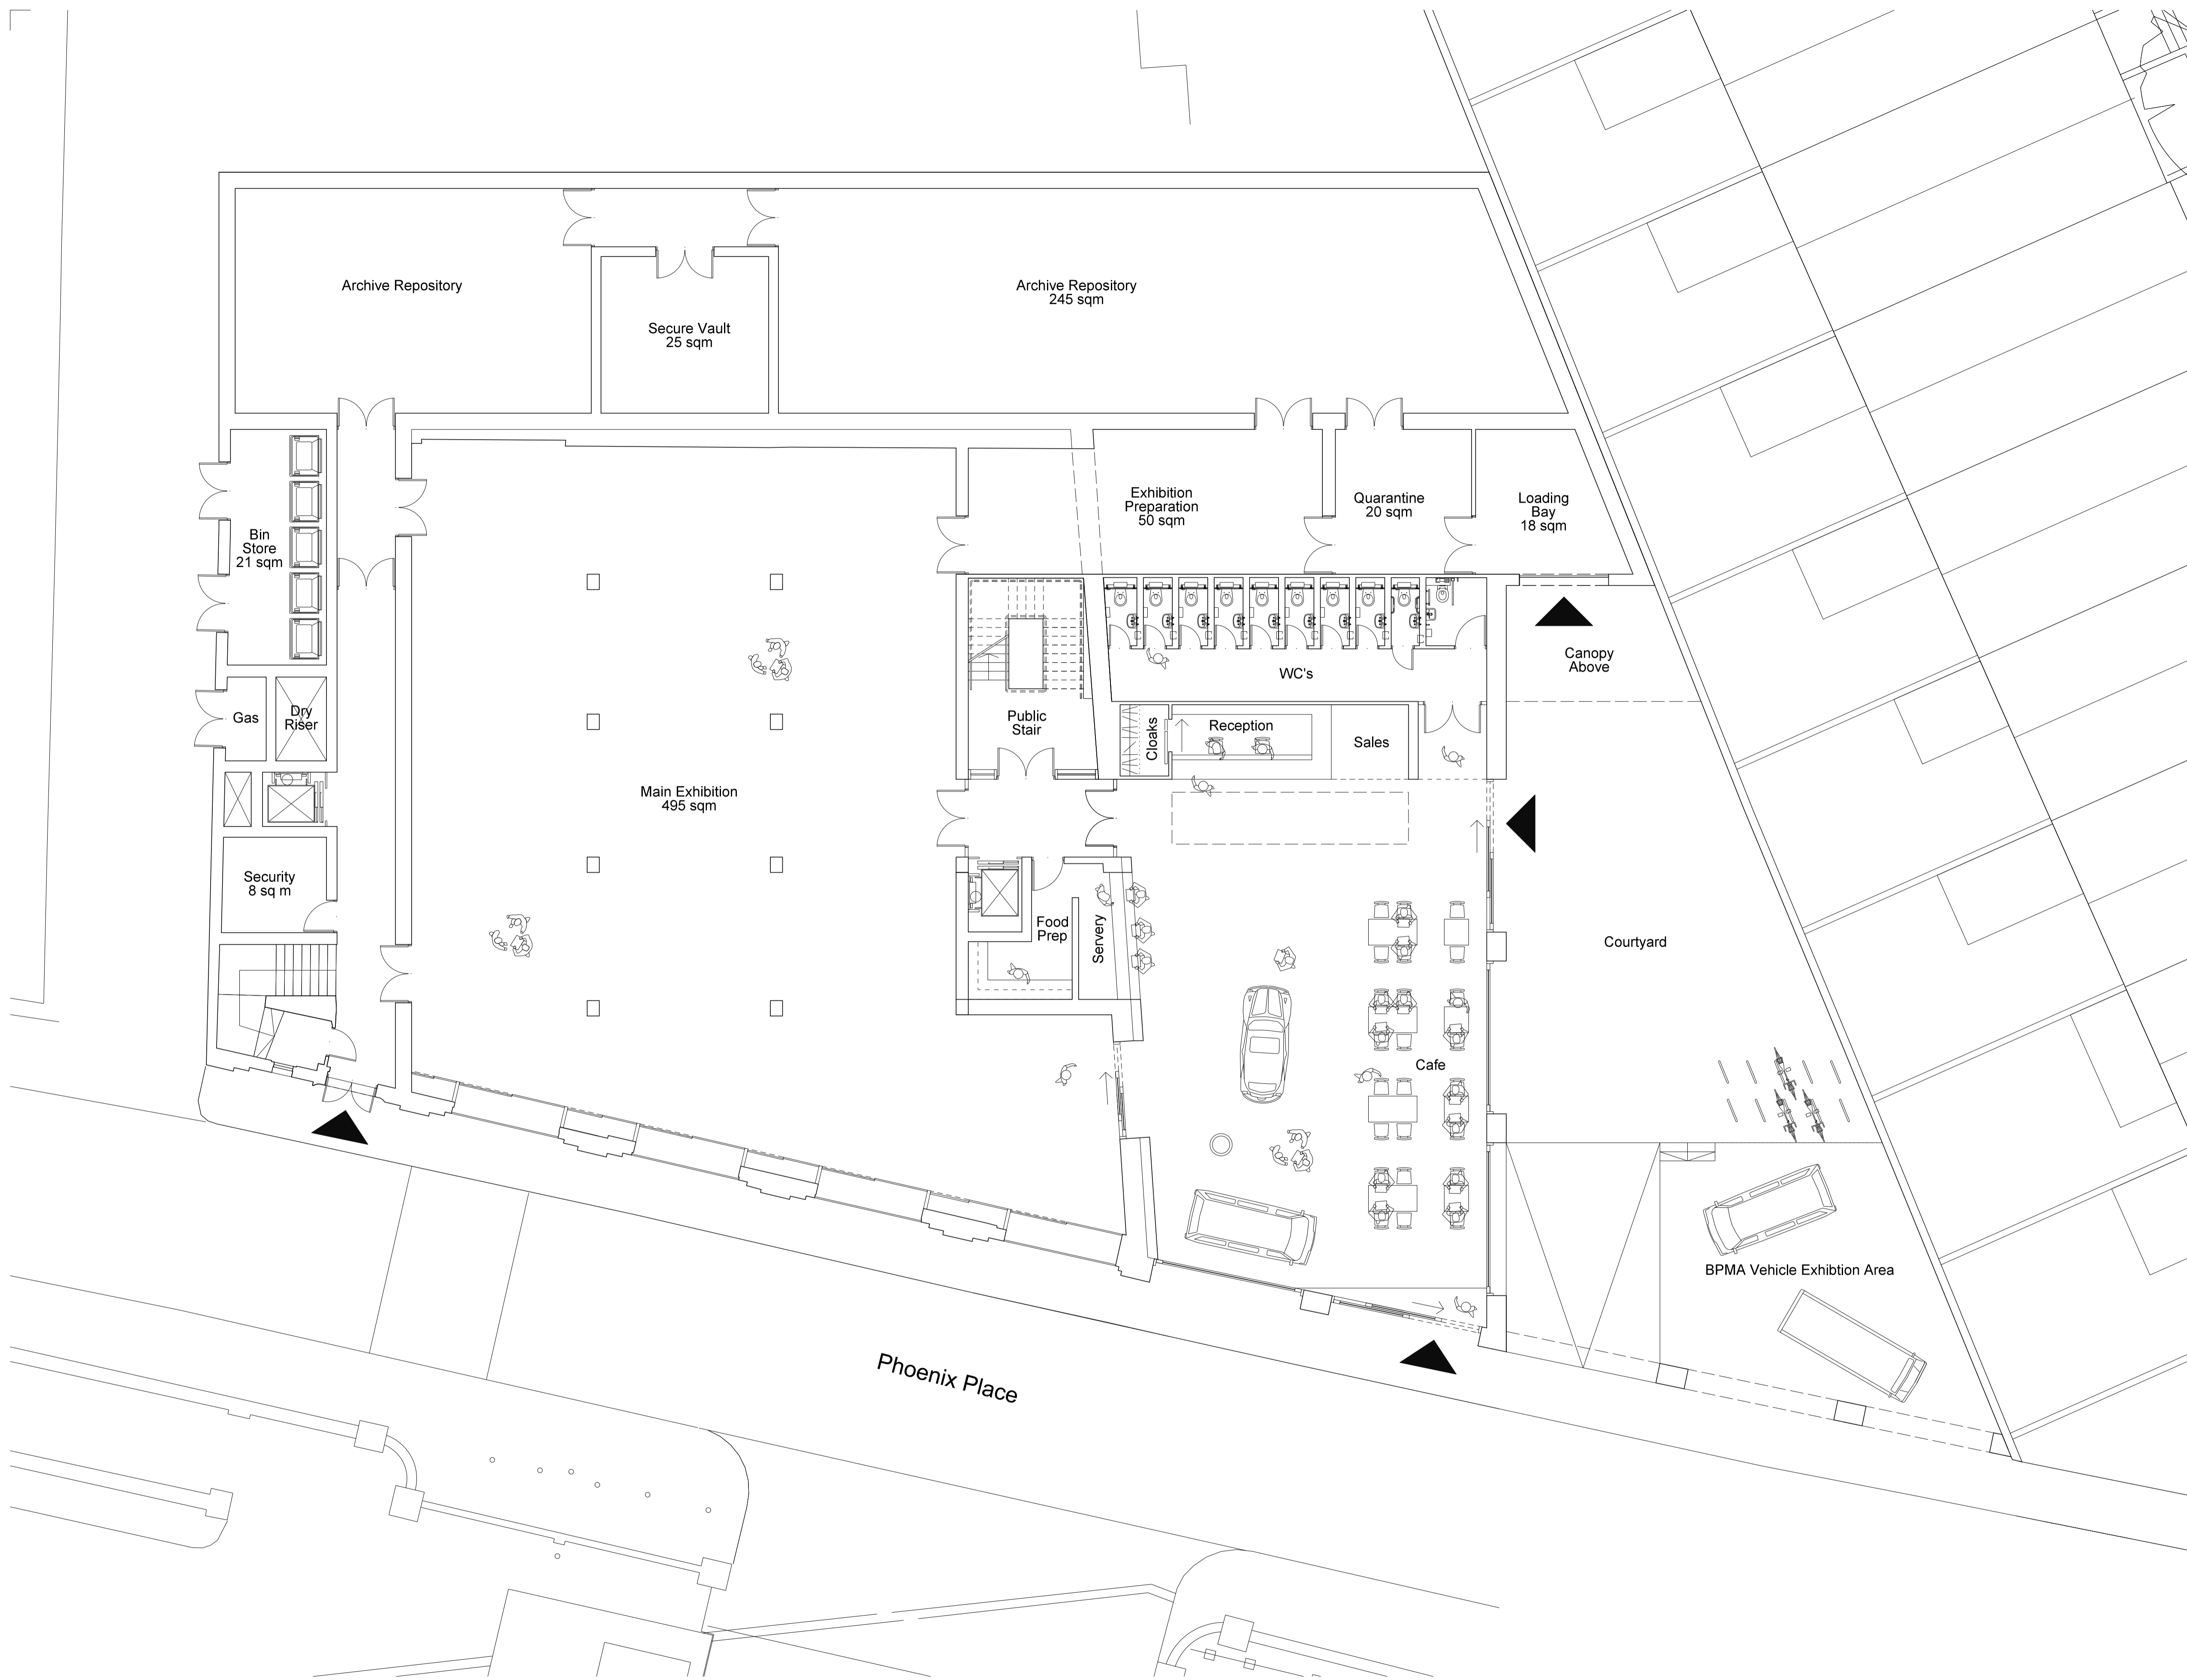 Archive Repository
Archive Repository
245 sqm
Secure Vault
25 sqm
Exhibition
Preparation
50 sqm
Quarantine
20 sqm
Loading
Bay
18 sqm
Bin
Store
21 sqm
Canopy
Above
WC's
Gas
Dry
Riser
Public
Stair
Cloaks
Reception
Sales
Main Exhibition
495 sqm
Security
8 sq m
Food
Prep
Servery
Courtyard
Cafe
BPMA Vehicle Exhibtion Area
Phoenix Place